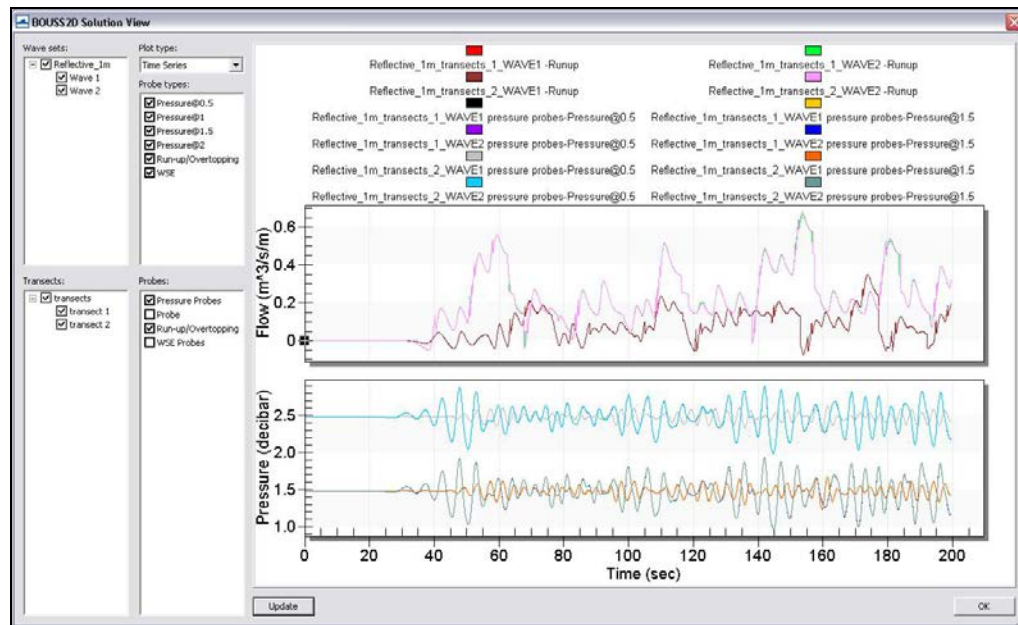 BOUSS2D Solution View
Wave sets:
Reflective_1m
Wave 1
Wave 2
Plot type:
Time Series
Probe types:
Pressure@0.5
Pressure@1
Pressure@1.5
Pressure@2
Run-up/Overtopping
WSE
Transects:
transects
transect 1
transect 2
Probes:
Pressure Probes
Probe
Run-up/Overtopping
WSE Probes
Reflective_1m_transects_1_WAVE1 -Runup
Reflective_1m_transects_1_WAVE2 -Runup
Reflective_1m_transects_2_WAVE1 -Runup
Reflective_1m_transects_2_WAVE2 -Runup
Reflective_1m_transects_1_WAVE1 pressure probes-Pressure@0.5
Reflective_1m_transects_1_WAVE1 pressure probes-Pressure@1.5
Reflective_1m_transects_1_WAVE2 pressure probes-Pressure@0.5
Reflective_1m_transects_1_WAVE2 pressure probes-Pressure@1.5
Reflective_1m_transects_2_WAVE1 pressure probes-Pressure@0.5
Reflective_1m_transects_2_WAVE1 pressure probes-Pressure@1.5
Reflective_1m_transects_2_WAVE2 pressure probes-Pressure@0.5
Reflective_1m_transects_2_WAVE2 pressure probes-Pressure@1.5
Flow (m^3/s/m)
0.6
0.4
0.2
0
Pressure (decibar)
2.5
2.0
1.5
1.0
0 20 40 60 80 100 120 140 160 180 200
Time (sec)
Update
OK